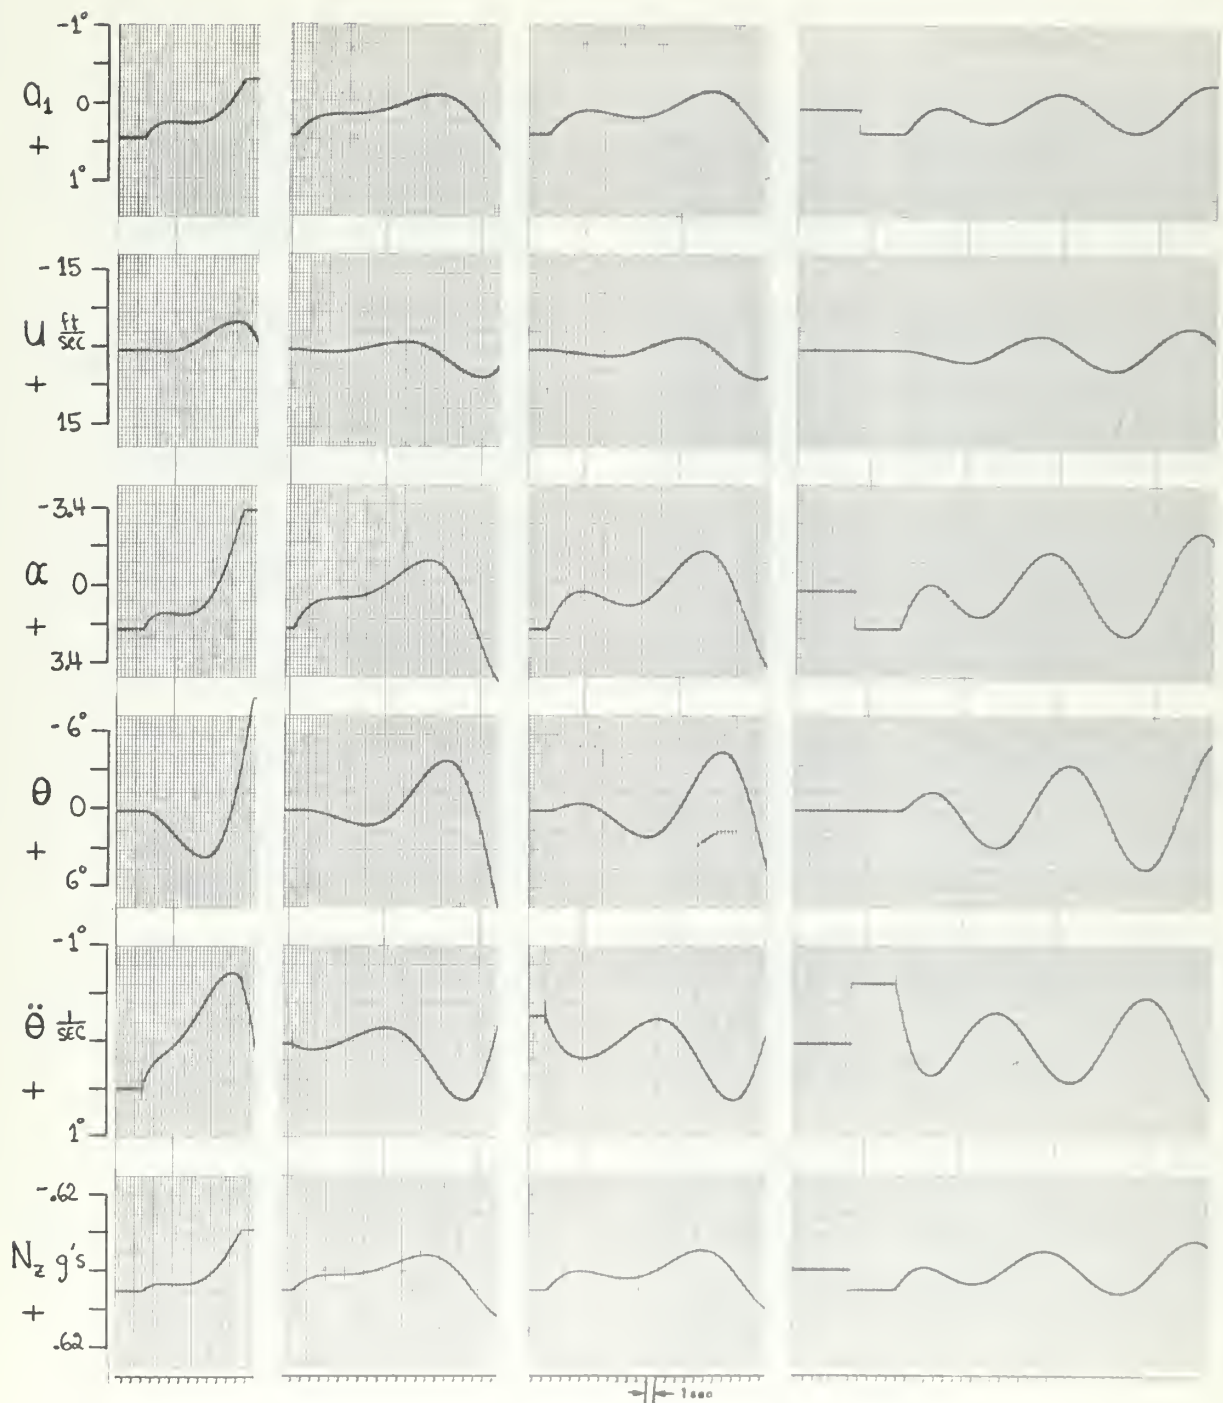 -1°
a₁ 0
+
1°
-15
U ft/sec
+
15
-3.4
α 0
+
3.4
-6°
θ 0
+
6°
-1°
θ̈ 1/SEC
+
1°
-.62
N_z g's
+
.62
1 sec